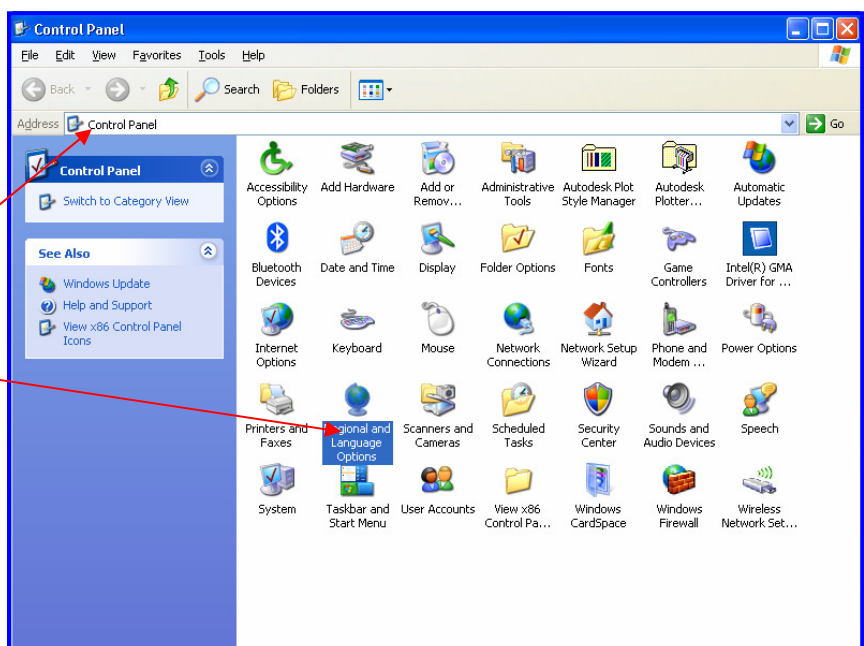 Control Panel
File Edit View Favorites Tools Help
Back Search Folders
Address Control Panel Go
Control Panel
Switch to Category View
See Also
Windows Update
Help and Support
View x86 Control Panel
Icons
Accessibility
Options
Add Hardware
Add or
Remov...
Administrative
Tools
Autodesk Plot
Style Manager
Autodesk
Plotter...
Automatic
Updates
Bluetooth
Devices
Date and Time
Display
Folder Options
Fonts
Game
Controllers
Intel(R) GMA
Driver for ...
Internet
Options
Keyboard
Mouse
Network
Connections
Network Setup
Wizard
Phone and
Modem ...
Power Options
Printers and
Faxes
Regional and
Language
Options
Scanners and
Cameras
Scheduled
Tasks
Security
Center
Sounds and
Audio Devices
Speech
System
Taskbar and
Start Menu
User Accounts
View x86
Control Pa...
Windows
CardSpace
Windows
Firewall
Wireless
Network Set...